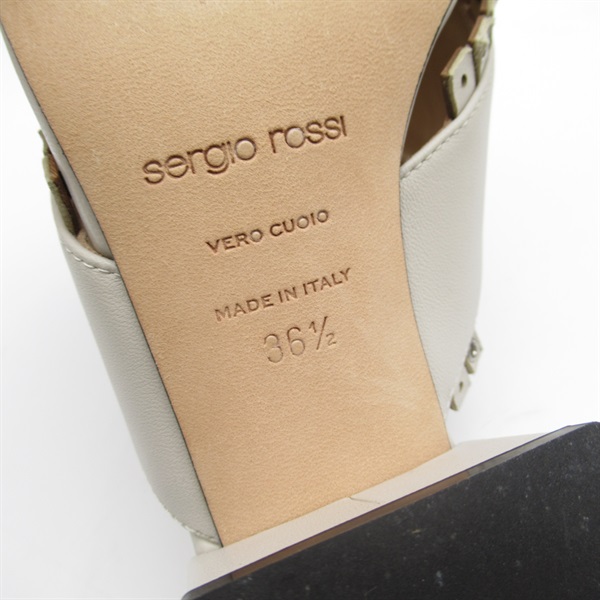 sergio rossi
VERO CUOIO
MADE IN ITALY
36½